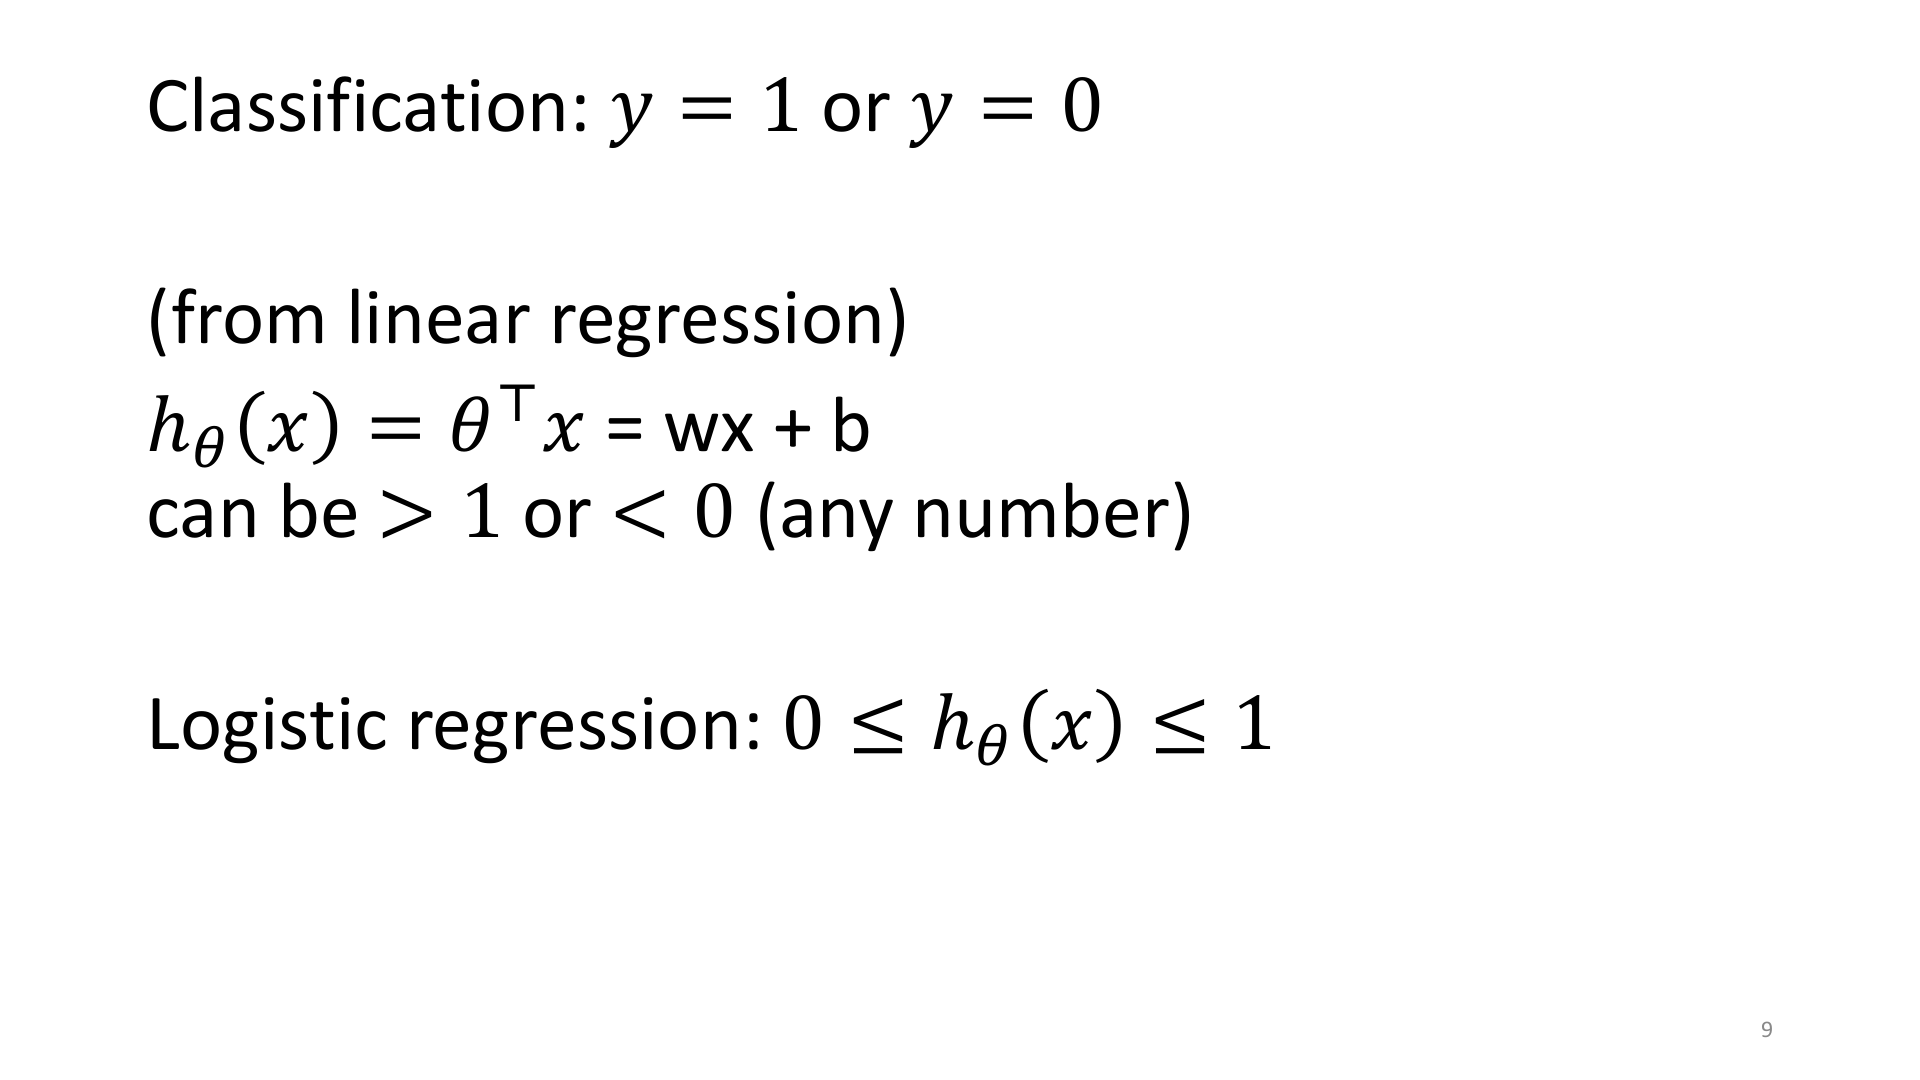 Classification: 𝑦 = 1 or 𝑦 = 0
(from linear regression)
ℎ_𝜃(𝑥) = 𝜃^⊤𝑥 = wx + b
can be > 1 or < 0 (any number)
Logistic regression: 0 ≤ ℎ_𝜃(𝑥) ≤ 1
9